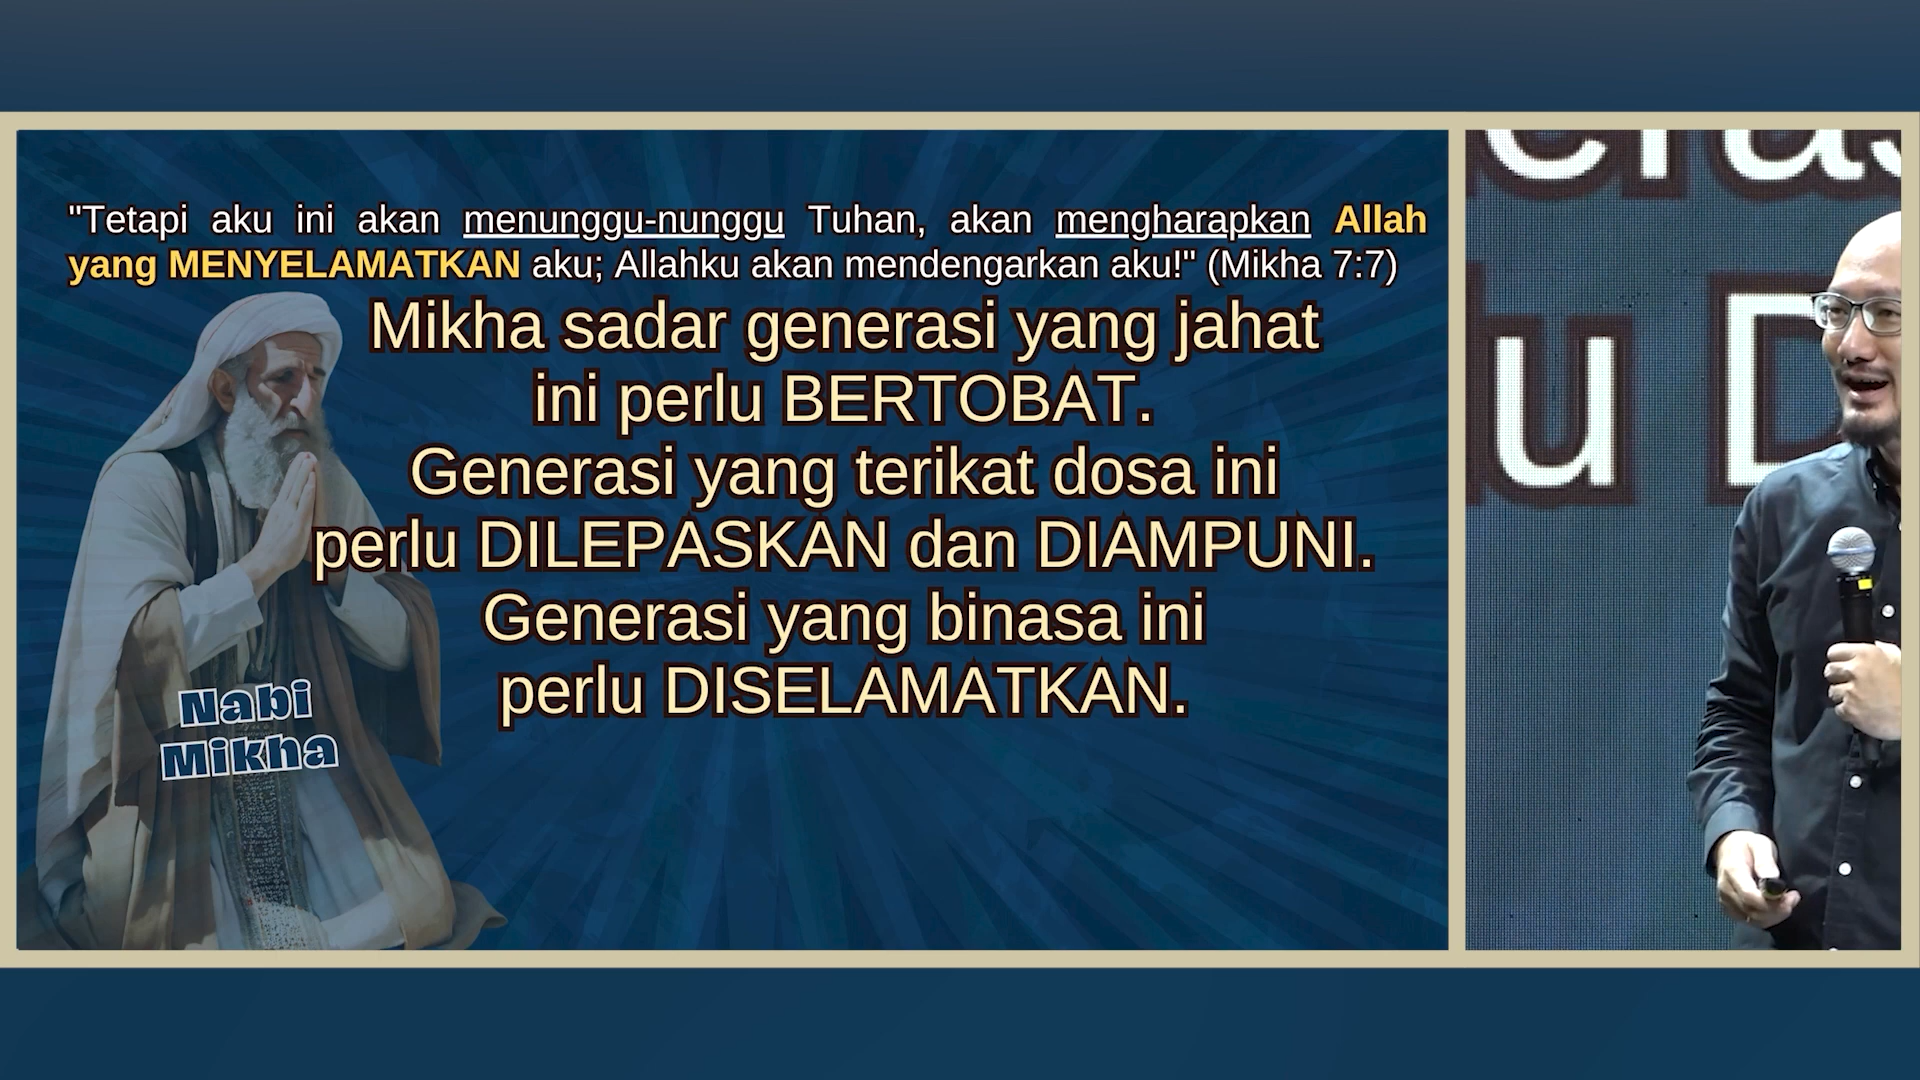 "Tetapi aku ini akan menunggu-nunggu Tuhan, akan mengharapkan Allah
yang MENYELAMATKAN aku; Allahku akan mendengarkan aku!" (Mikha 7:7)
Mikha sadar generasi yang jahat
ini perlu BERTOBAT.
Generasi yang terikat dosa ini
perlu DILEPASKAN dan DIAMPUNI.
Generasi yang binasa ini
perlu DISELAMATKAN.
Nabi
Mikha